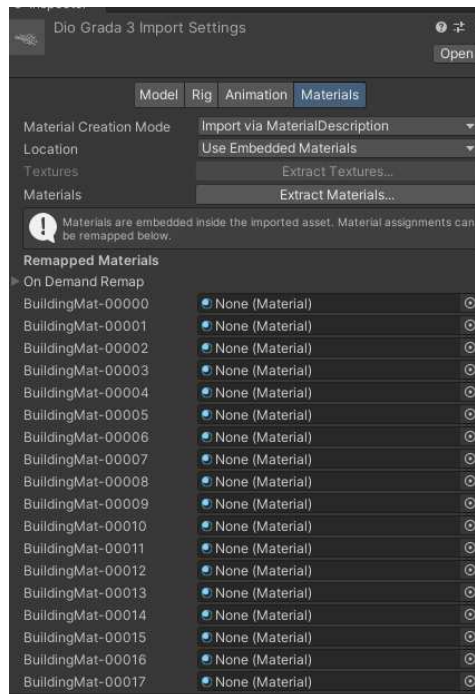 Dio Grada 3 Import Settings
Open
Model Rig Animation Materials
Material Creation Mode Import via MaterialDescription
Location Use Embedded Materials
Textures Extract Textures...
Materials Extract Materials...
Materials are embedded inside the imported asset. Material assignments can
be remapped below.
Remapped Materials
On Demand Remap
BuildingMat-00000 None (Material)
BuildingMat-00001 None (Material)
BuildingMat-00002 None (Material)
BuildingMat-00003 None (Material)
BuildingMat-00004 None (Material)
BuildingMat-00005 None (Material)
BuildingMat-00006 None (Material)
BuildingMat-00007 None (Material)
BuildingMat-00008 None (Material)
BuildingMat-00009 None (Material)
BuildingMat-00010 None (Material)
BuildingMat-00011 None (Material)
BuildingMat-00012 None (Material)
BuildingMat-00013 None (Material)
BuildingMat-00014 None (Material)
BuildingMat-00015 None (Material)
BuildingMat-00016 None (Material)
BuildingMat-00017 None (Material)